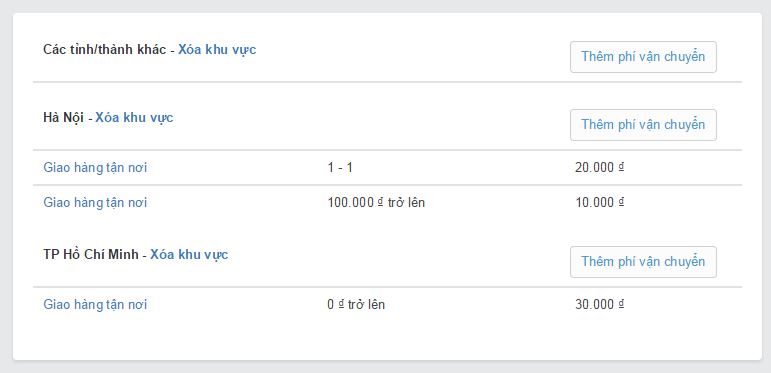 Các tỉnh/thành khác - Xóa khu vực Thêm phí vận chuyển
Hà Nội - Xóa khu vực Thêm phí vận chuyển
Giao hàng tận nơi 1 - 1 20.000 ₫
Giao hàng tận nơi 100.000 ₫ trở lên 10.000 ₫
TP Hồ Chí Minh - Xóa khu vực Thêm phí vận chuyển
Giao hàng tận nơi 0 ₫ trở lên 30.000 ₫